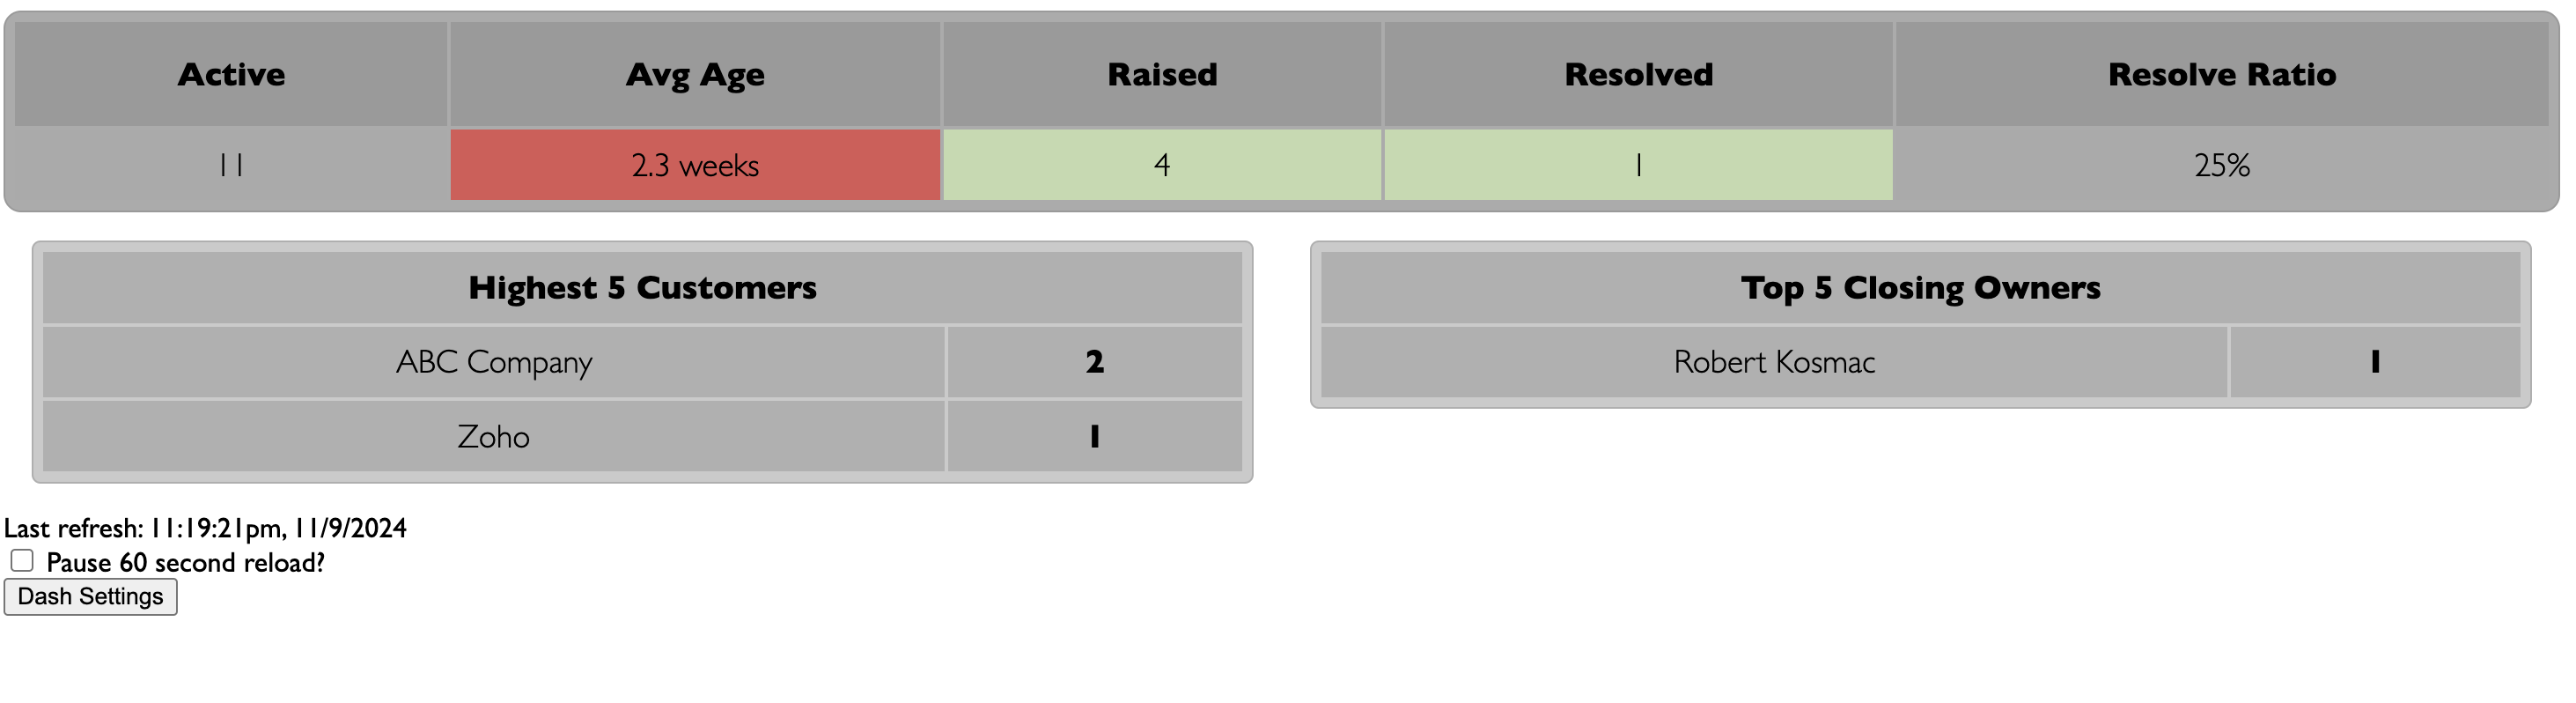 Active Avg Age Raised Resolved Resolve Ratio
11 2.3 weeks 4 1 25%
Highest 5 Customers
ABC Company 2
Zoho 1
Top 5 Closing Owners
Robert Kosmac 1
Last refresh: 11:19:21pm, 11/9/2024
Pause 60 second reload?
Dash Settings